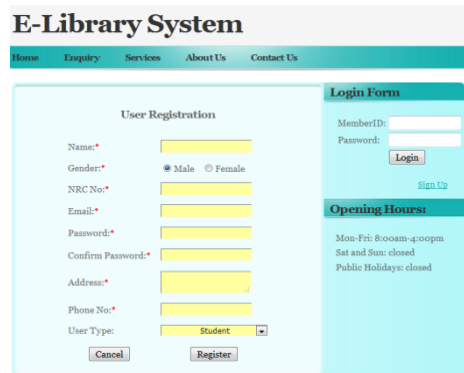 E-Library System
Home Enquiry Services About Us Contact Us
User Registration
Name:*
Gender:* Male Female
NRC No:*
Email:*
Password:*
Confirm Password:*
Address:*
Phone No:*
User Type: Student
Cancel Register
Login Form
MemberID:
Password:
Login
Sign Up
Opening Hours:
Mon-Fri: 8:00am-4:00pm
Sat and Sun: closed
Public Holidays: closed